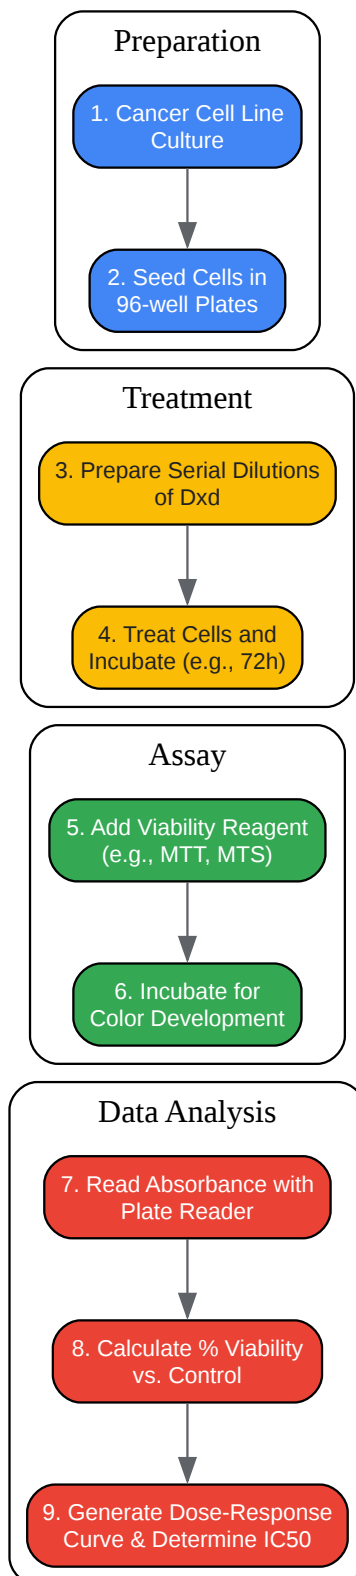 Preparation
1. Cancer Cell Line
Culture
2. Seed Cells in
96-well Plates
Treatment
3. Prepare Serial Dilutions
of Dxd
4. Treat Cells and
Incubate (e.g., 72h)
Assay
5. Add Viability Reagent
(e.g., MTT, MTS)
6. Incubate for
Color Development
Data Analysis
7. Read Absorbance with
Plate Reader
8. Calculate % Viability
vs. Control
9. Generate Dose-Response
Curve & Determine IC50